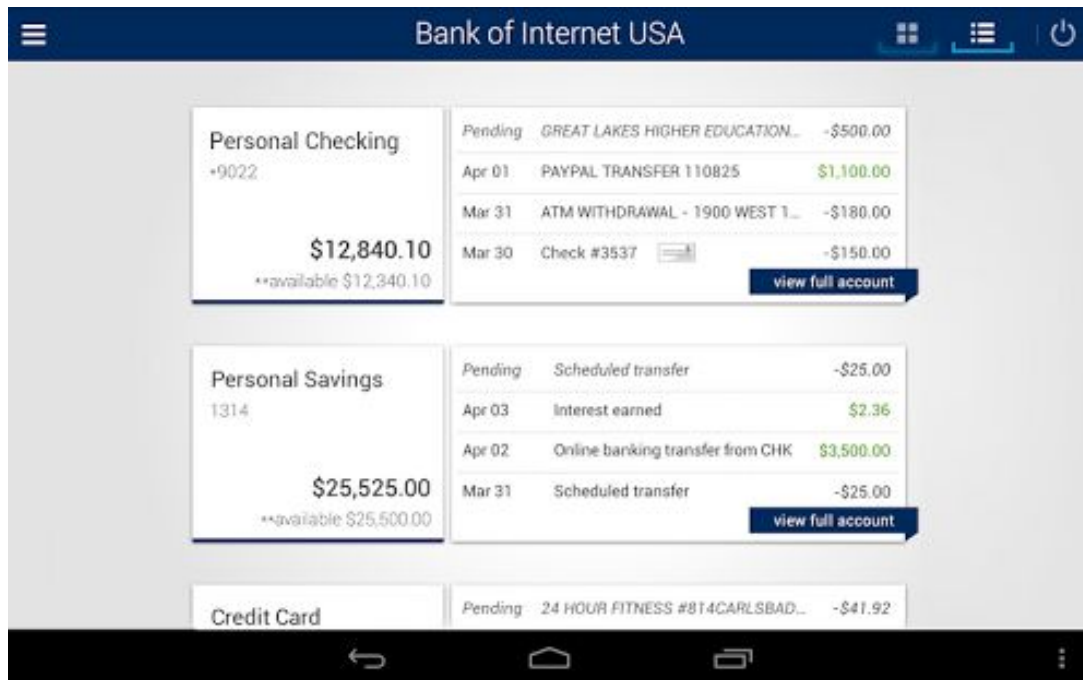 Bank of Internet USA
Personal Checking
•9022
$12,840.10
**available $12,340.10
Pending GREAT LAKES HIGHER EDUCATION... -$500.00
Apr 01 PAYPAL TRANSFER 110825 $1,100.00
Mar 31 ATM WITHDRAWAL - 1900 WEST 1... -$180.00
Mar 30 Check #3537 -$150.00
view full account
Personal Savings
1314
$25,525.00
**available $25,500.00
Pending Scheduled transfer -$25.00
Apr 03 Interest earned $2.36
Apr 02 Online banking transfer from CHK $3,500.00
Mar 31 Scheduled transfer -$25.00
view full account
Credit Card
Pending 24 HOUR FITNESS #814CARLSBAD... -$41.92